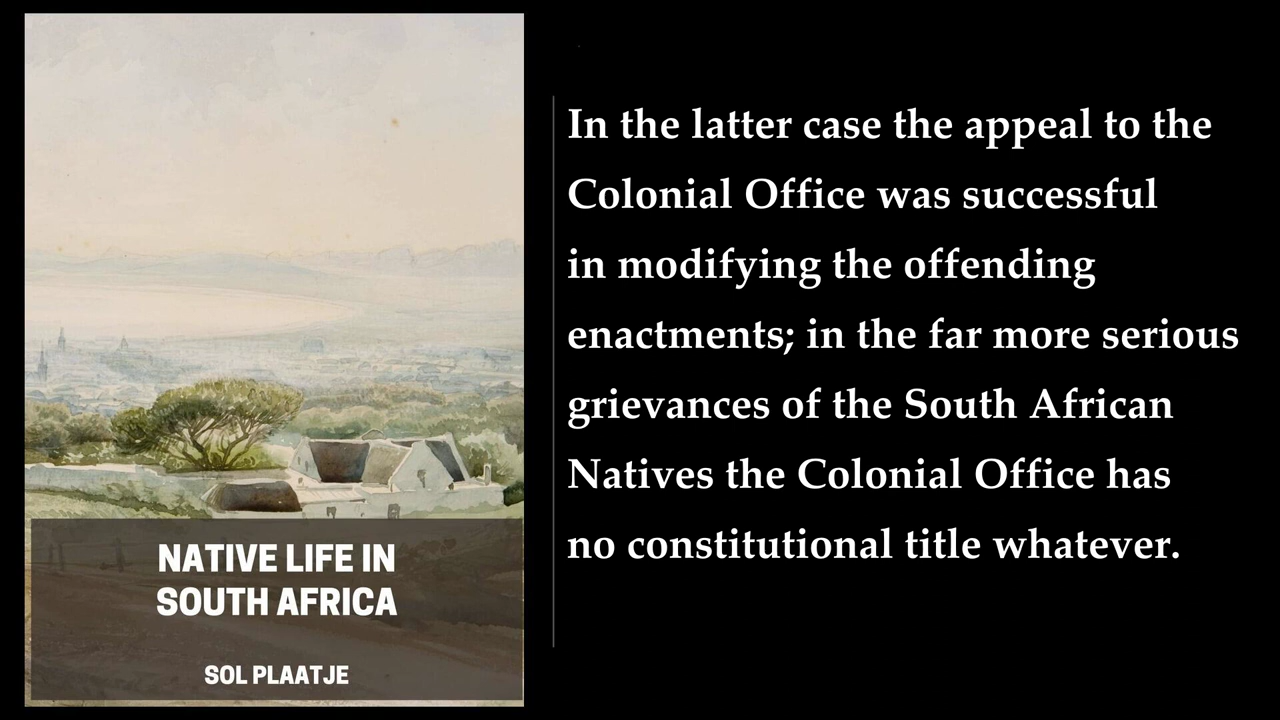 NATIVE LIFE IN
SOUTH AFRICA
SOL PLAATJE
In the latter case the appeal to the
Colonial Office was successful
in modifying the offending
enactments; in the far more serious
grievances of the South African
Natives the Colonial Office has
no constitutional title whatever.